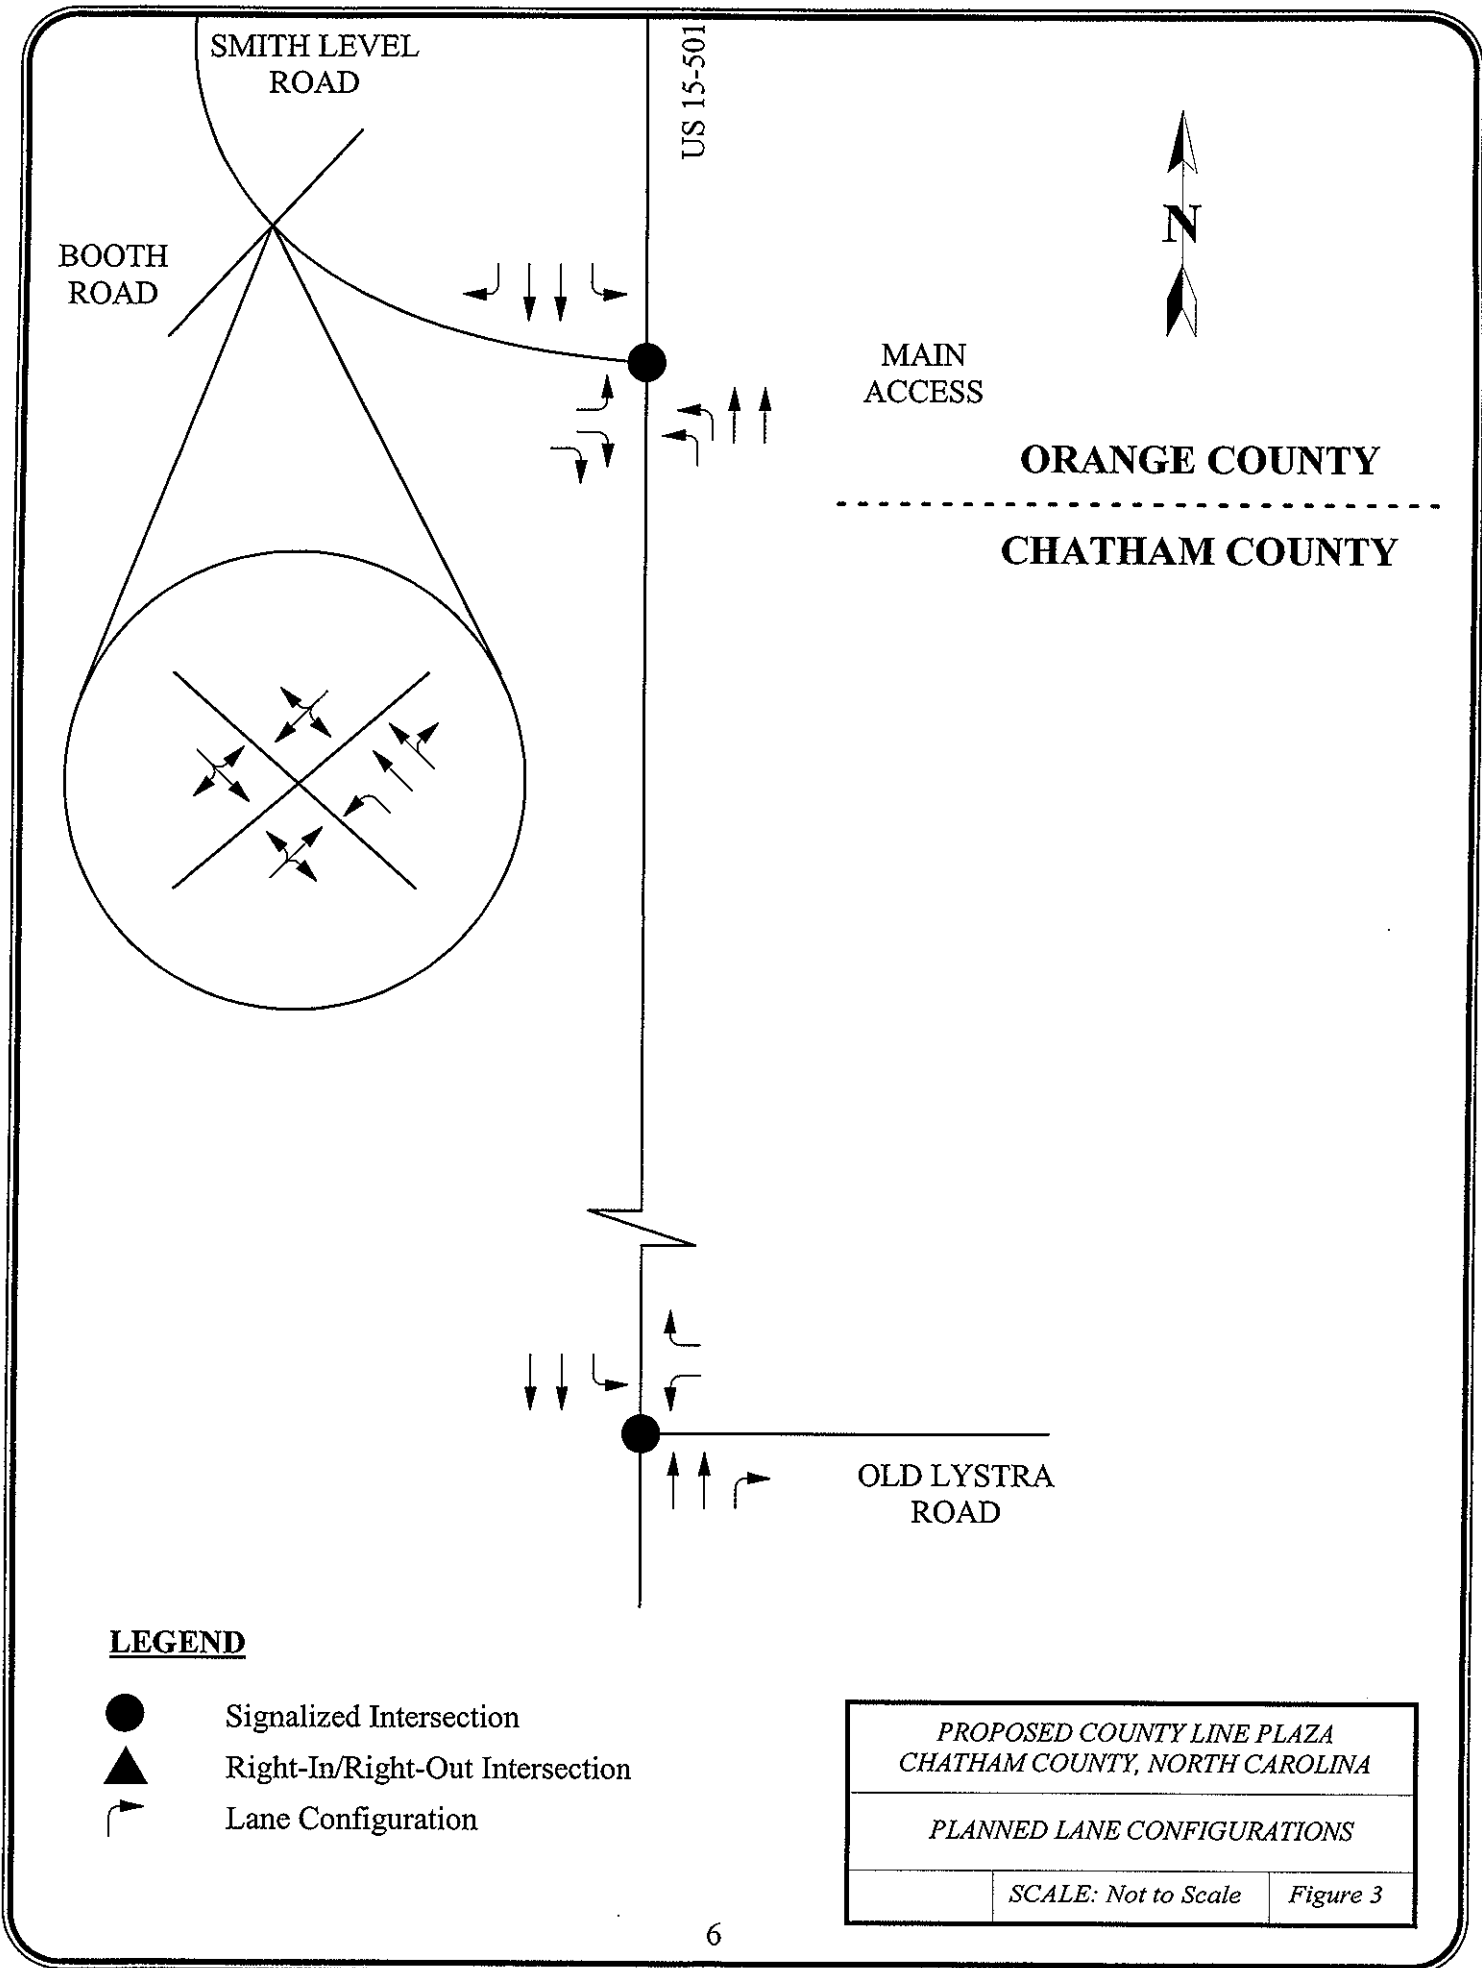 SMITH LEVEL
ROAD
US 15-501
BOOTH
ROAD
N
MAIN
ACCESS
ORANGE COUNTY
CHATHAM COUNTY
OLD LYSTRA
ROAD
LEGEND
Signalized Intersection
Right-In/Right-Out Intersection
Lane Configuration
PROPOSED COUNTY LINE PLAZA
CHATHAM COUNTY, NORTH CAROLINA
PLANNED LANE CONFIGURATIONS
SCALE: Not to Scale
Figure 3
6